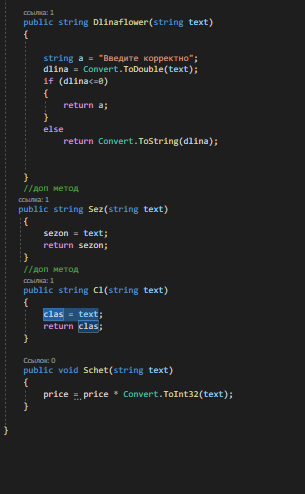 ссылка: 1
public string Dlinaflower(string text)
{
string a = "Введите корректно";
dlina = Convert.ToDouble(text);
if (dlina<=0)
{
return a;
}
else
return Convert.ToString(dlina);
}
//доп метод
ссылка: 1
public string Sez(string text)
{
sezon = text;
return sezon;
}
//доп метод
ссылка: 1
public string Cl(string text)
{
clas = text;
return clas;
}
Ссылок: 0
public void Schet(string text)
{
price = price * Convert.ToInt32(text);
}
}